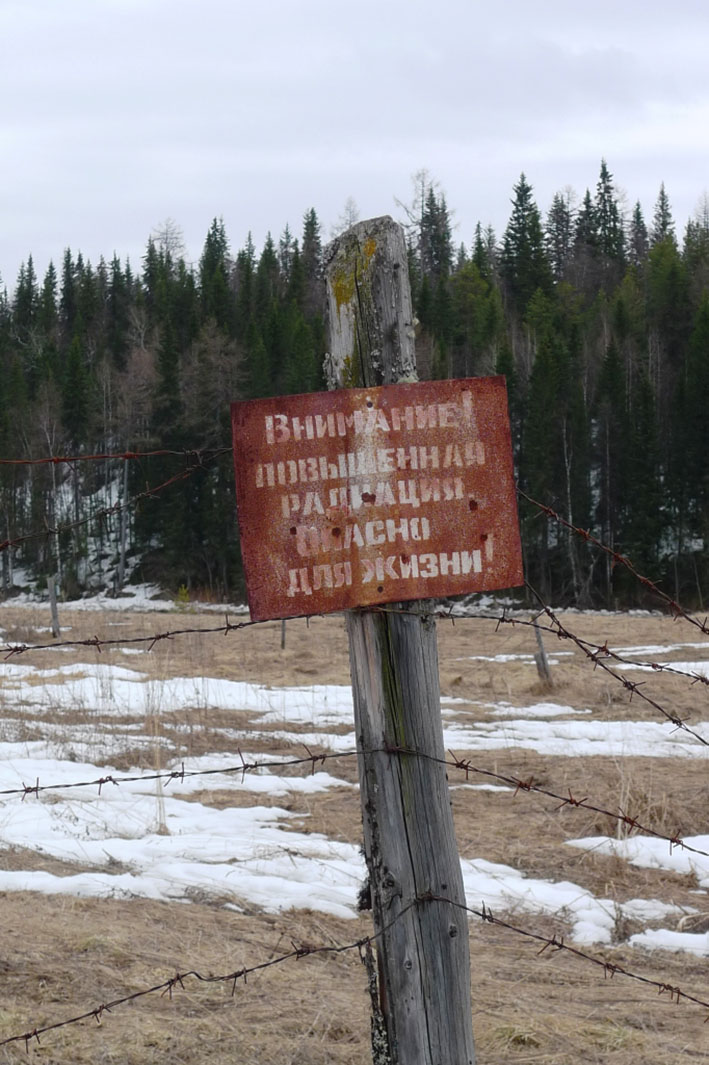 Внимание!
повышенная
радиация
Опасно
для жизни!